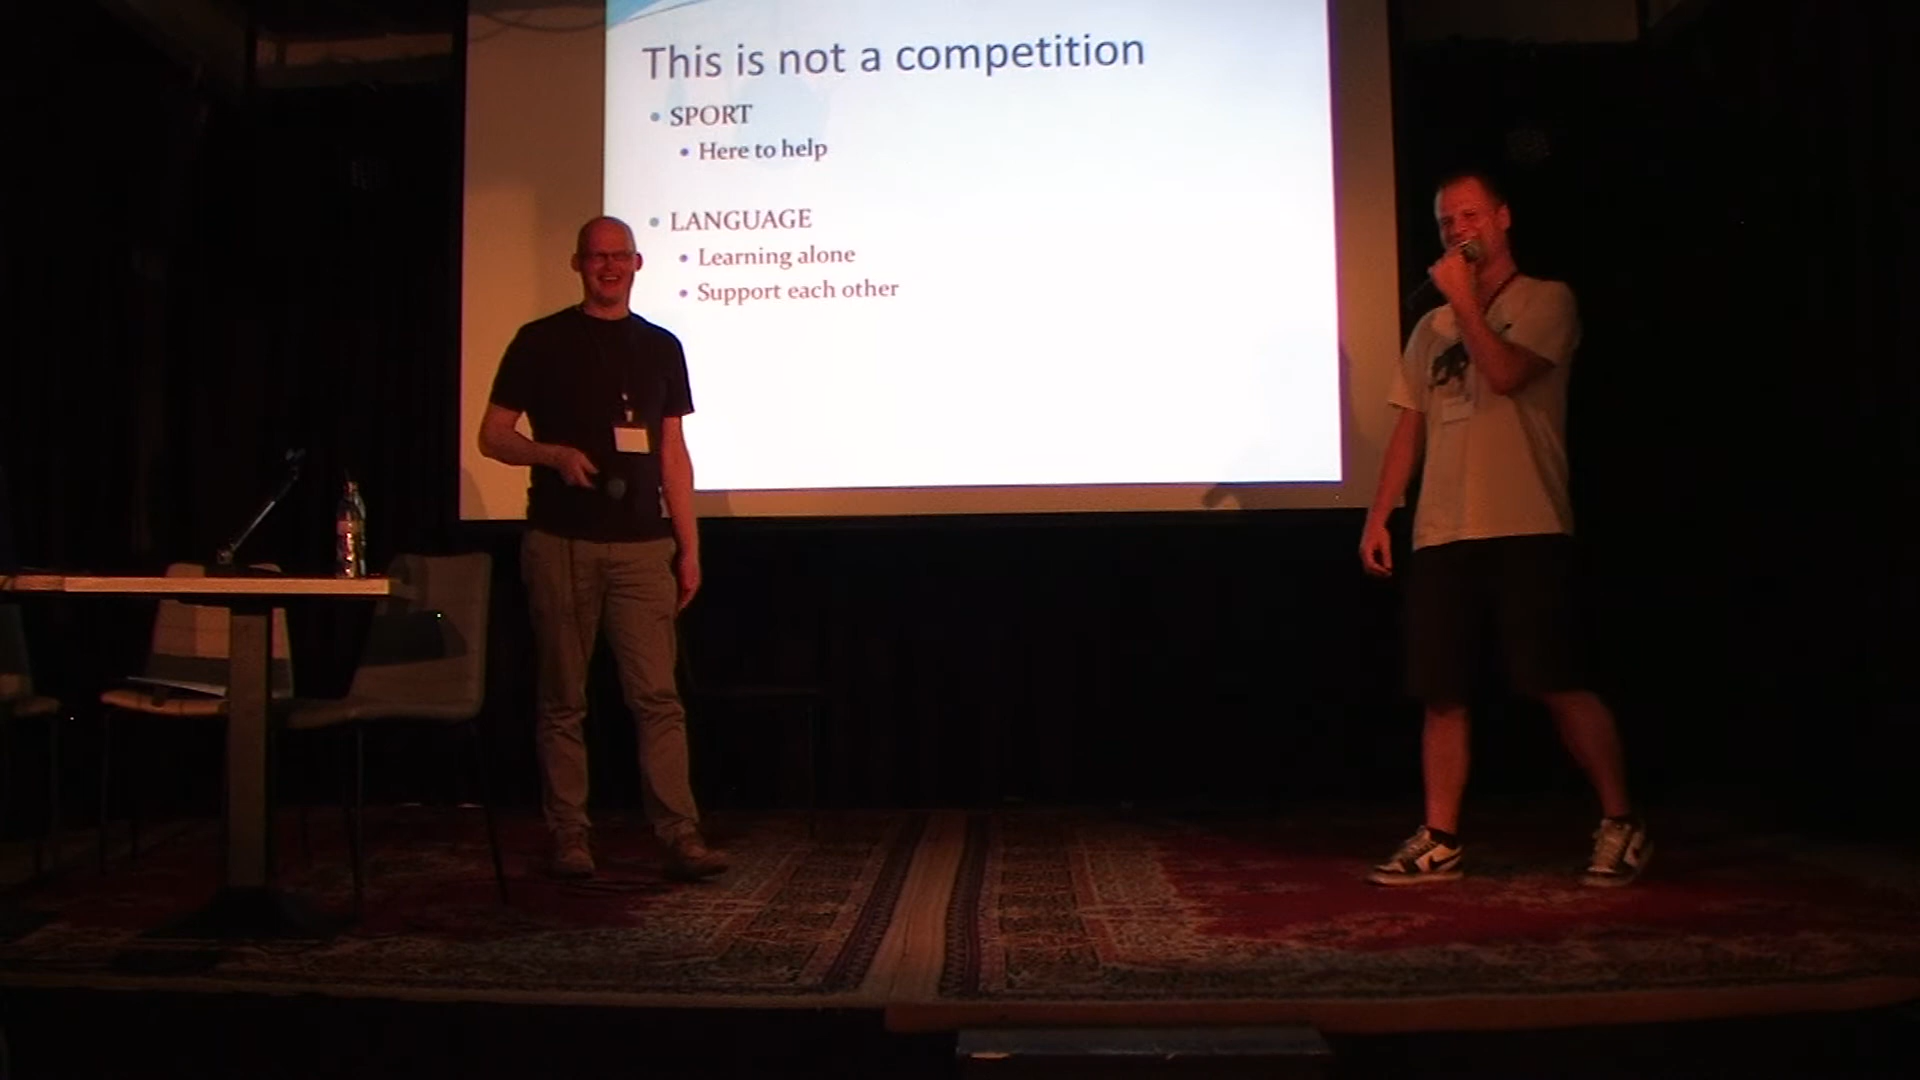 This is not a competition
SPORT
Here to help
LANGUAGE
Learning alone
Support each other